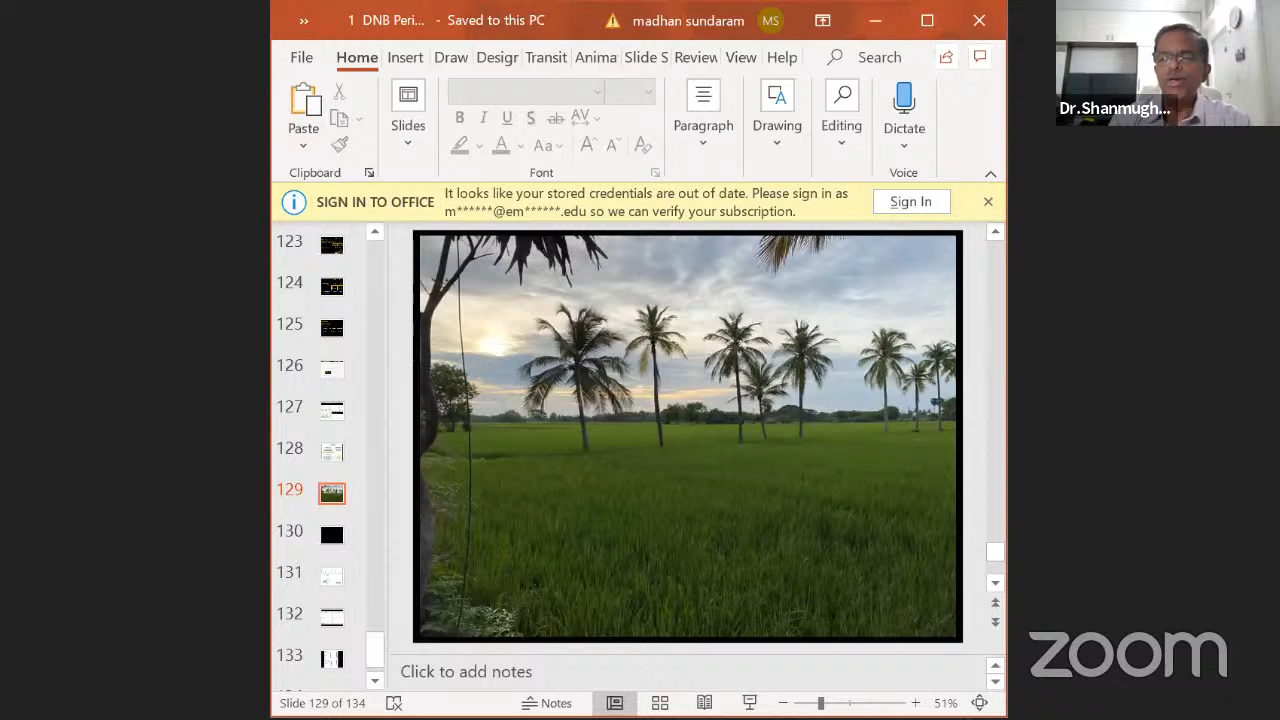 » 1 DNB Peri... - Saved to this PC madhan sundaram MS
File Home Insert Draw Desigr Transit Anima Slide S Review View Help Search
Paste Slides B I U S ab AV Aa A A Paragraph Drawing Editing Dictate
Clipboard Font Voice
SIGN IN TO OFFICE It looks like your stored credentials are out of date. Please sign in as
m******@em******.edu so we can verify your subscription. Sign In
123
124
125
126
127
128
129
130
131
132
133
Click to add notes
Slide 129 of 134 Notes 51%
Dr.Shanmugh...
zoom